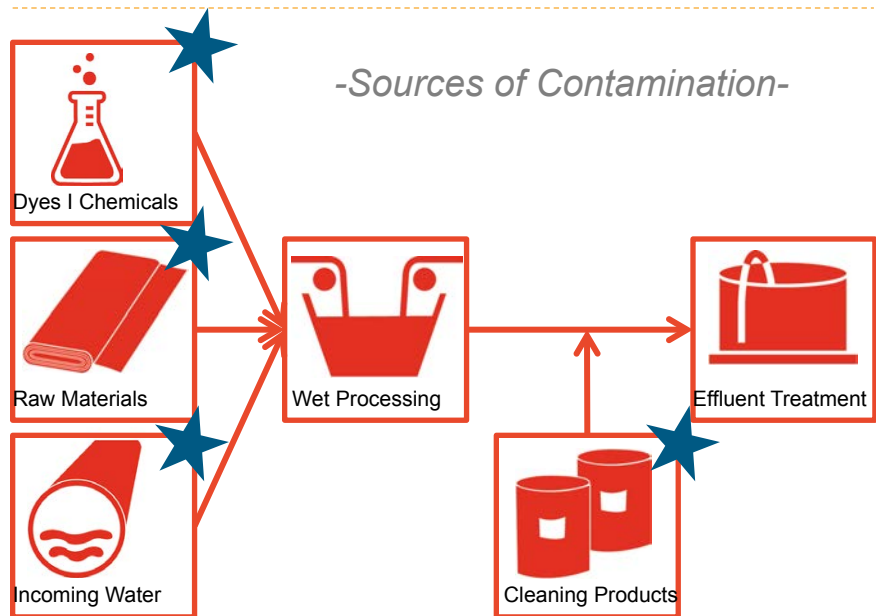 -Sources of Contamination-
Dyes I Chemicals
Raw Materials
Wet Processing
Effluent Treatment
Incoming Water
Cleaning Products